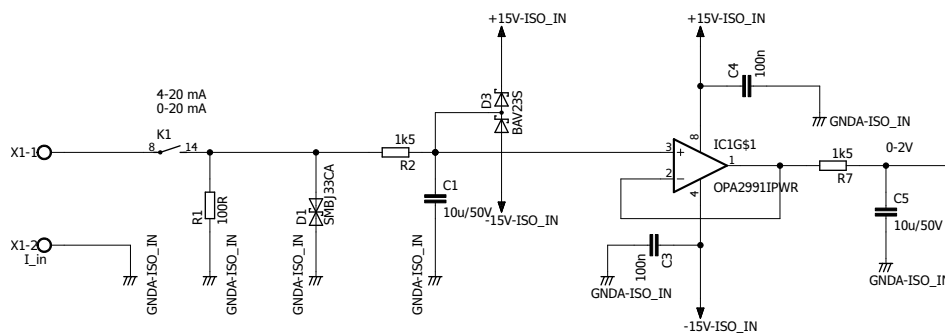 +15V-ISO_IN
+15V-ISO_IN
4-20 mA
0-20 mA
K1
8
14
X1-1
X1-2
I_in
GNDA-ISO_IN
R1
100R
GNDA-ISO_IN
D1
SMBJ33CA
GNDA-ISO_IN
1k5
R2
C1
10u/50V
GNDA-ISO_IN
D3
BAV23S
-15V-ISO_IN
C4
100n
GNDA-ISO_IN
8
3
+
2
-
1
4
IC1G$1
OPA2991IPWR
C3
100n
GNDA-ISO_IN
-15V-ISO_IN
0-2V
1k5
R7
C5
10u/50V
GNDA-ISO_IN